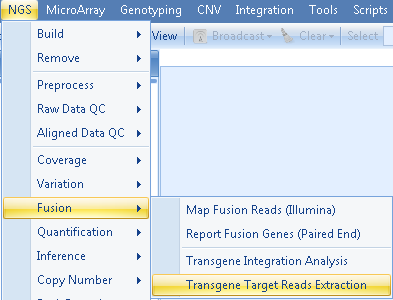 NGS MicroArray Genotyping CNV Integration Tools Scripts
Build View Broadcast Clear Select
Remove
Preprocess
Raw Data QC
Aligned Data QC
Coverage
Variation
Fusion Map Fusion Reads (Illumina)
Quantification Report Fusion Genes (Paired End)
Inference Transgene Integration Analysis
Copy Number Transgene Target Reads Extraction